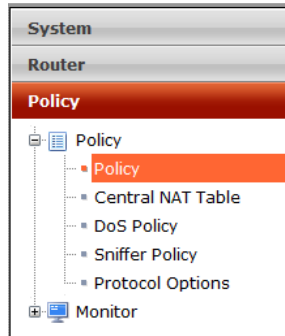 System
Router
Policy
Policy
Policy
Central NAT Table
DoS Policy
Sniffer Policy
Protocol Options
Monitor